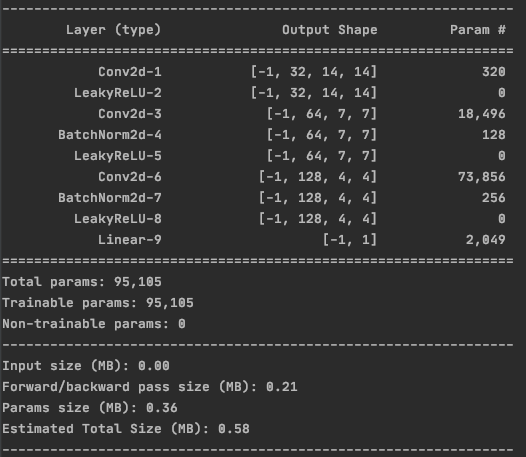 ----------------------------------------------------------------
Layer (type) Output Shape Param #
================================================================
Conv2d-1 [-1, 32, 14, 14] 320
LeakyReLU-2 [-1, 32, 14, 14] 0
Conv2d-3 [-1, 64, 7, 7] 18,496
BatchNorm2d-4 [-1, 64, 7, 7] 128
LeakyReLU-5 [-1, 64, 7, 7] 0
Conv2d-6 [-1, 128, 4, 4] 73,856
BatchNorm2d-7 [-1, 128, 4, 4] 256
LeakyReLU-8 [-1, 128, 4, 4] 0
Linear-9 [-1, 1] 2,049
================================================================
Total params: 95,105
Trainable params: 95,105
Non-trainable params: 0
----------------------------------------------------------------
Input size (MB): 0.00
Forward/backward pass size (MB): 0.21
Params size (MB): 0.36
Estimated Total Size (MB): 0.58
----------------------------------------------------------------